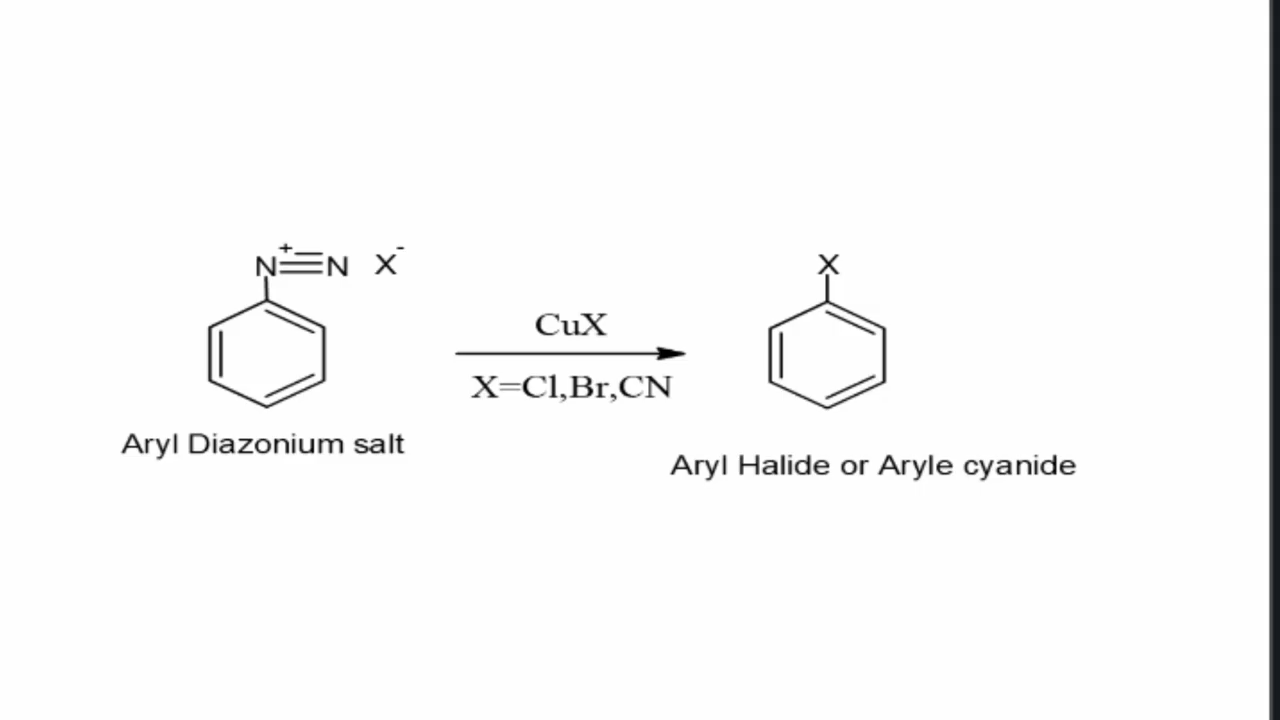 N+≡N X-
X
CuX
X=Cl,Br,CN
Aryl Diazonium salt
Aryl Halide or Aryle cyanide